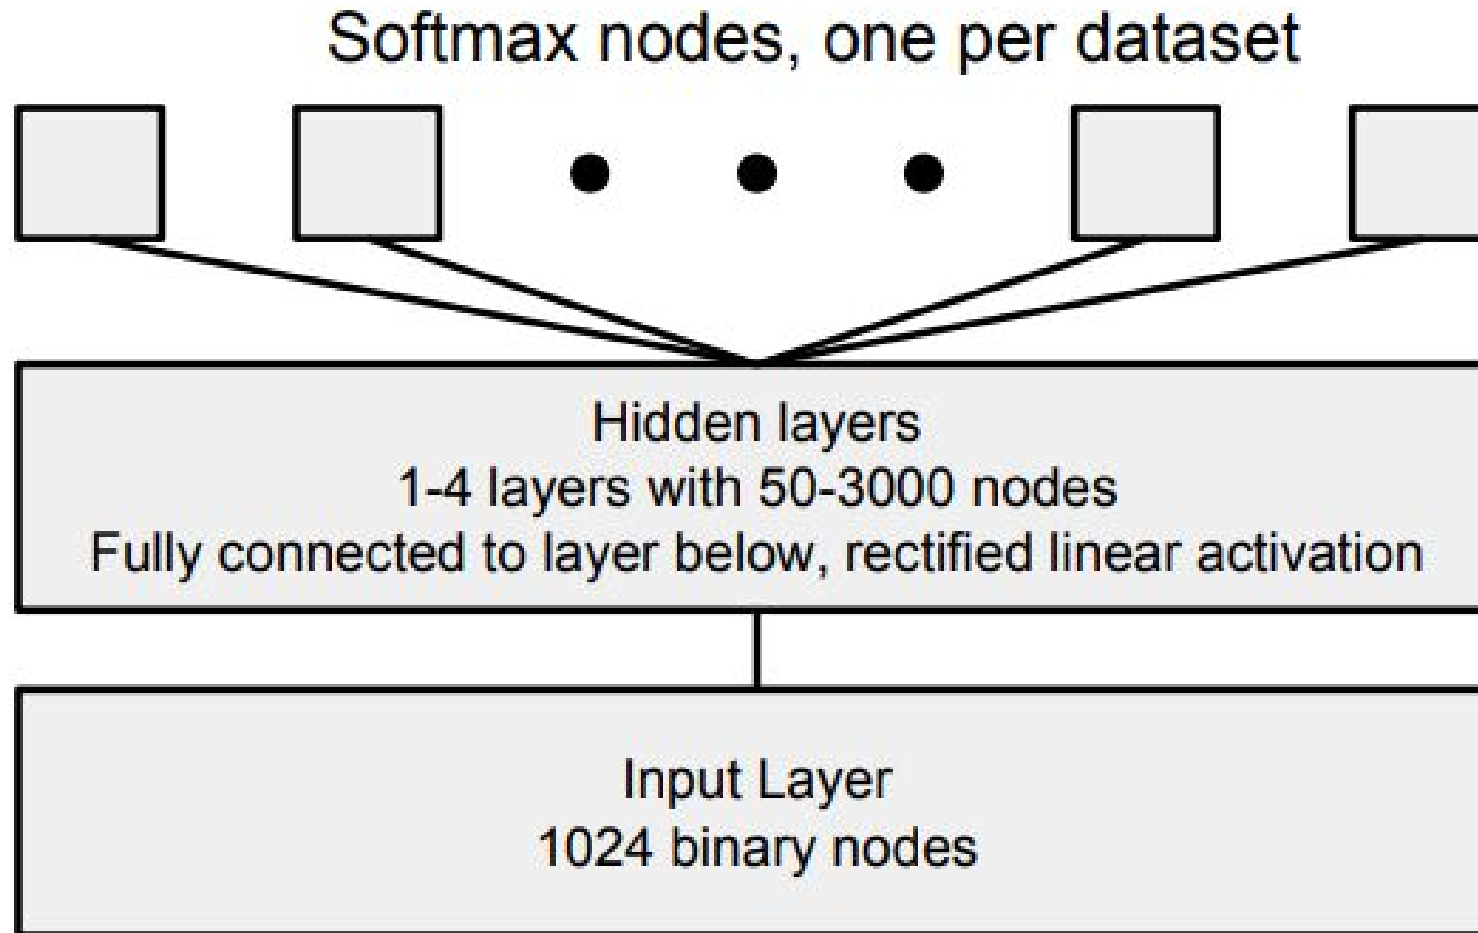 Softmax nodes, one per dataset
Hidden layers
1-4 layers with 50-3000 nodes
Fully connected to layer below, rectified linear activation
Input Layer
1024 binary nodes